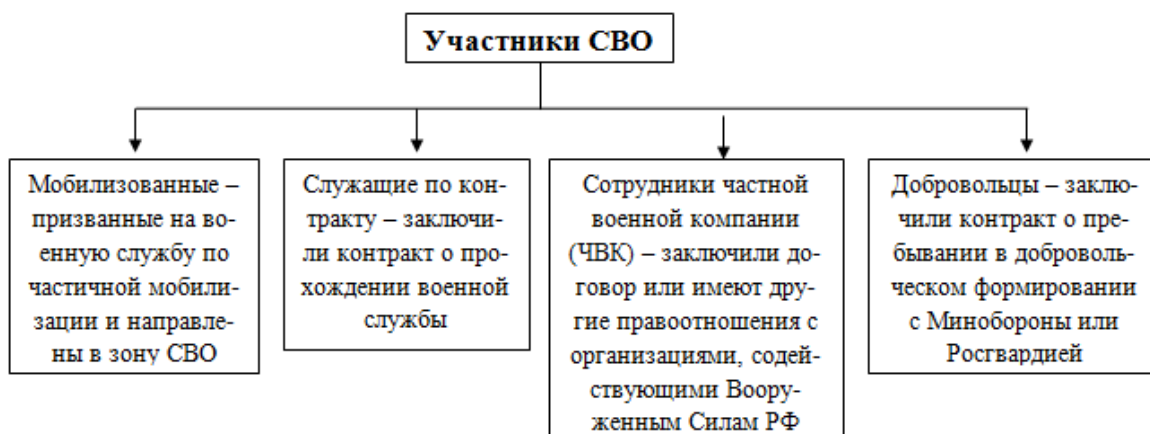 Участники СВО
Мобилизованные –
призванные на во-
енную службу по
частичной мобили-
зации и направле-
ны в зону СВО
Служащие по кон-
тракту – заключи-
ли контракт о про-
хождении военной
службы
Сотрудники частной
военной компании
(ЧВК) – заключили до-
говор или имеют дру-
гие правоотношения с
организациями, содей-
ствующими Воору-
женным Силам РФ
Добровольцы – заклю-
чили контракт о пре-
бывании в доброволь-
ческом формировании
с Минобороны или
Росгвардией